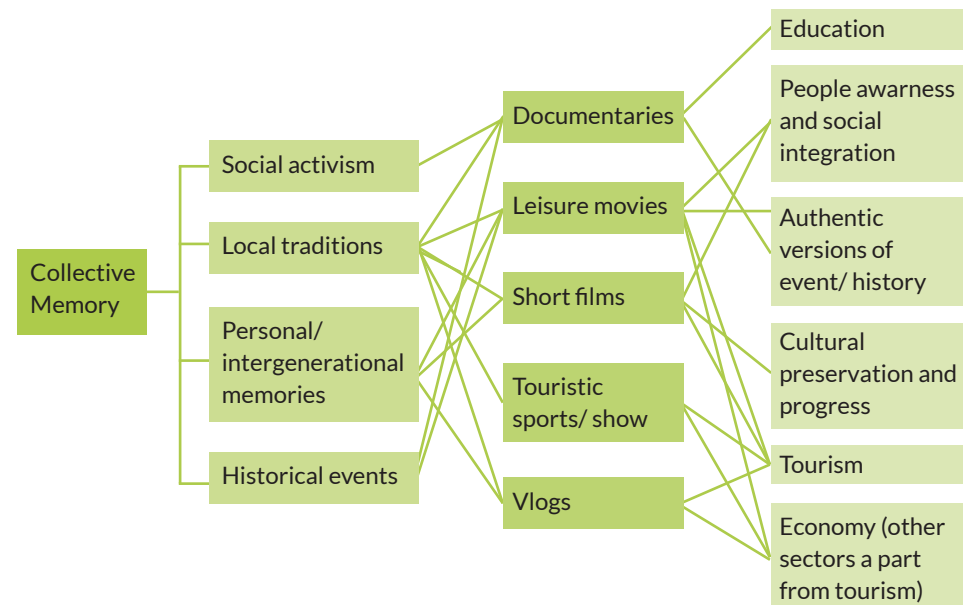 Collective
Memory
Social activism
Local traditions
Personal/
intergenerational
memories
Historical events
Documentaries
Leisure movies
Short films
Touristic
sports/ show
Vlogs
Education
People awarness
and social
integration
Authentic
versions of
event/ history
Cultural
preservation and
progress
Tourism
Economy (other
sectors a part
from tourism)